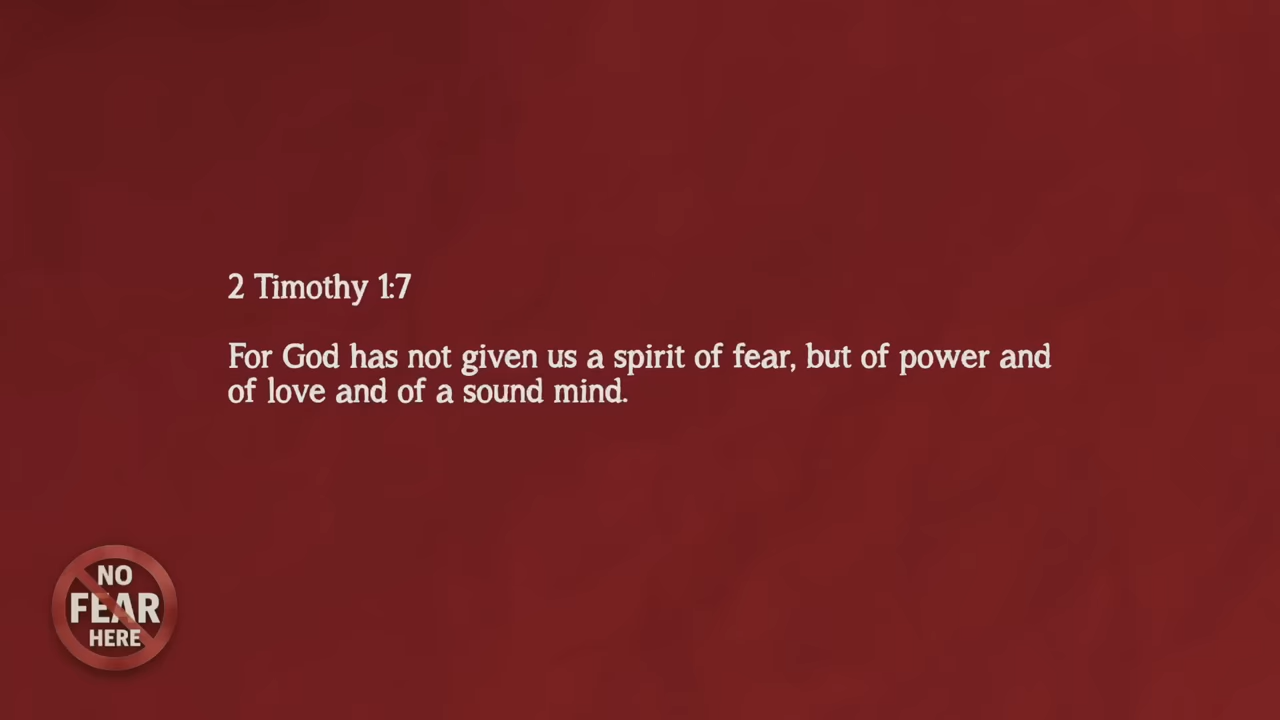 2 Timothy 1:7
For God has not given us a spirit of fear, but of power and
of love and of a sound mind.
NO
FEAR
HERE